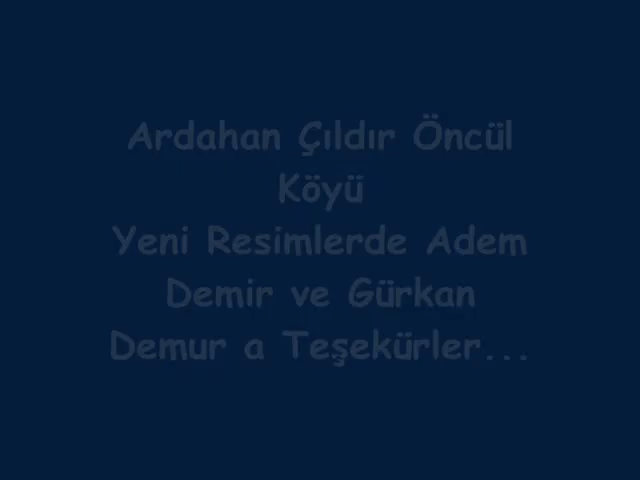 Ardahan Çıldır Öncül
Köyü
Yeni Resimlerde Adem
Demir ve Gürkan
Demur a Teşekürler...